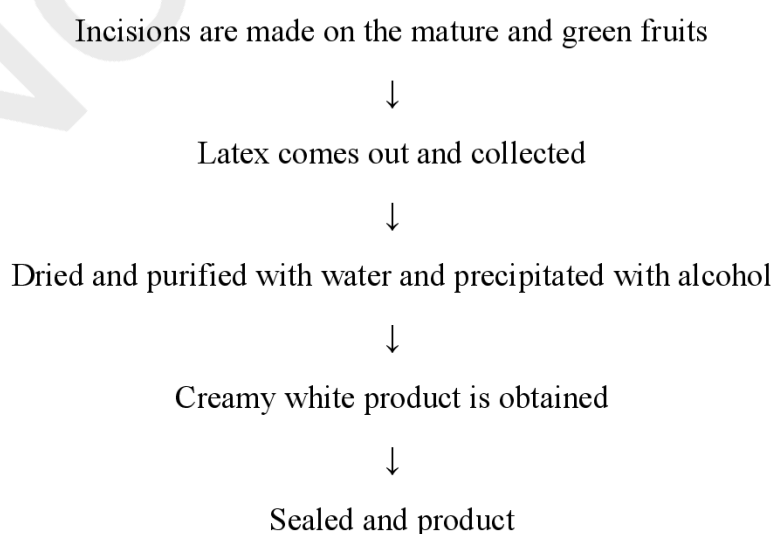 Incisions are made on the mature and green fruits
↓
Latex comes out and collected
↓
Dried and purified with water and precipitated with alcohol
↓
Creamy white product is obtained
↓
Sealed and product